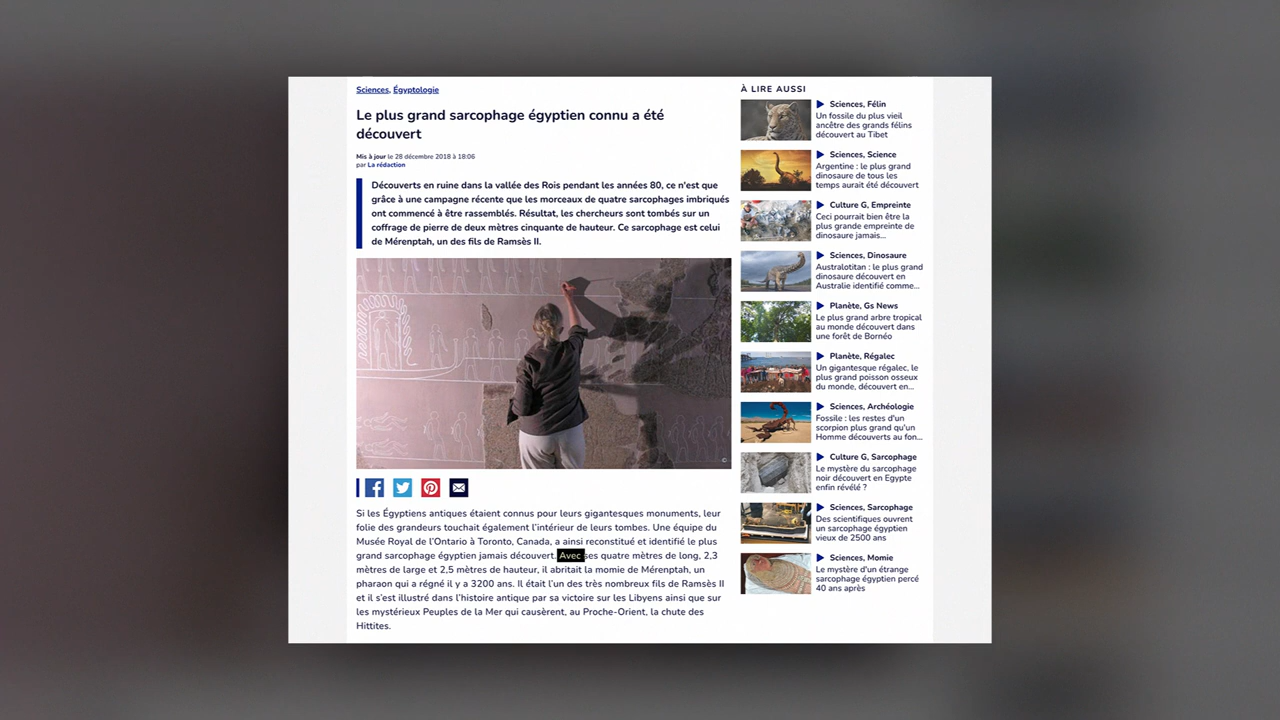 Sciences, Égyptologie
Le plus grand sarcophage égyptien connu a été
découvert
Mis à jour le 28 décembre 2018 à 18:06
par La rédaction
Découverts en ruine dans la vallée des Rois pendant les années 80, ce n'est que
grâce à une campagne récente que les morceaux de quatre sarcophages imbriqués
ont commencé à être rassemblés. Résultat, les chercheurs sont tombés sur un
coffrage de pierre de deux mètres cinquante de hauteur. Ce sarcophage est celui
de Mérenptah, un des fils de Ramsès II.
©
Si les Égyptiens antiques étaient connus pour leurs gigantesques monuments, leur
folie des grandeurs touchait également l'intérieur de leurs tombes. Une équipe du
Musée Royal de l'Ontario à Toronto, Canada, a ainsi reconstitué et identifié le plus
grand sarcophage égyptien jamais découvert. Avec ses quatre mètres de long, 2,3
mètres de large et 2,5 mètres de hauteur, il abritait la momie de Mérenptah, un
pharaon qui a régné il y a 3200 ans. Il était l'un des très nombreux fils de Ramsès II
et il s'est illustré dans l'histoire antique par sa victoire sur les Libyens ainsi que sur
les mystérieux Peuples de la Mer qui causèrent, au Proche-Orient, la chute des
Hittites.
À LIRE AUSSI
Sciences, Félin
Un fossile du plus vieil
ancêtre des grands félins
découvert au Tibet
Sciences, Science
Argentine : le plus grand
dinosaure de tous les
temps aurait été découvert
Culture G, Empreinte
Ceci pourrait bien être la
plus grande empreinte de
dinosaure jamais...
Sciences, Dinosaure
Australotitan : le plus grand
dinosaure découvert en
Australie identifié comme...
Planète, Gs News
Le plus grand arbre tropical
au monde découvert dans
une forêt de Bornéo
Planète, Régalec
Un gigantesque régalec, le
plus grand poisson osseux
du monde, découvert en...
Sciences, Archéologie
Fossile : les restes d'un
scorpion plus grand qu'un
Homme découverts au fon...
Culture G, Sarcophage
Le mystère du sarcophage
noir découvert en Egypte
enfin révélé ?
Sciences, Sarcophage
Des scientifiques ouvrent
un sarcophage égyptien
vieux de 2500 ans
Sciences, Momie
Le mystère d'un étrange
sarcophage égyptien percé
40 ans après